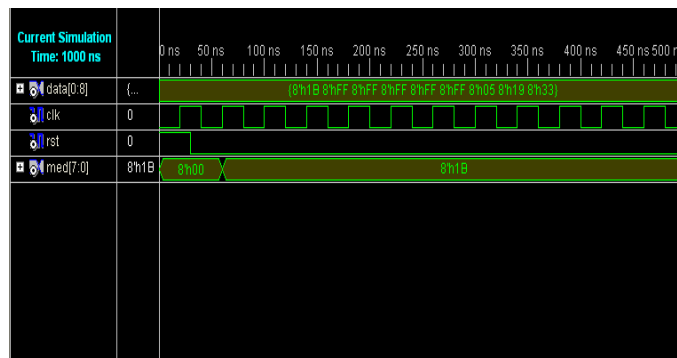 Current Simulation
Time: 1000 ns
0 ns 50 ns 100 ns 150 ns 200 ns 250 ns 300 ns 350 ns 400 ns 450 ns 500 n
data[0:8] {... {8'h1B 8'hFF 8'hFF 8'hFF 8'hFF 8'hFF 8'h05 8'h19 8'h33}
clk 0
rst 0
med[7:0] 8'h1B 8'h00 8'h1B